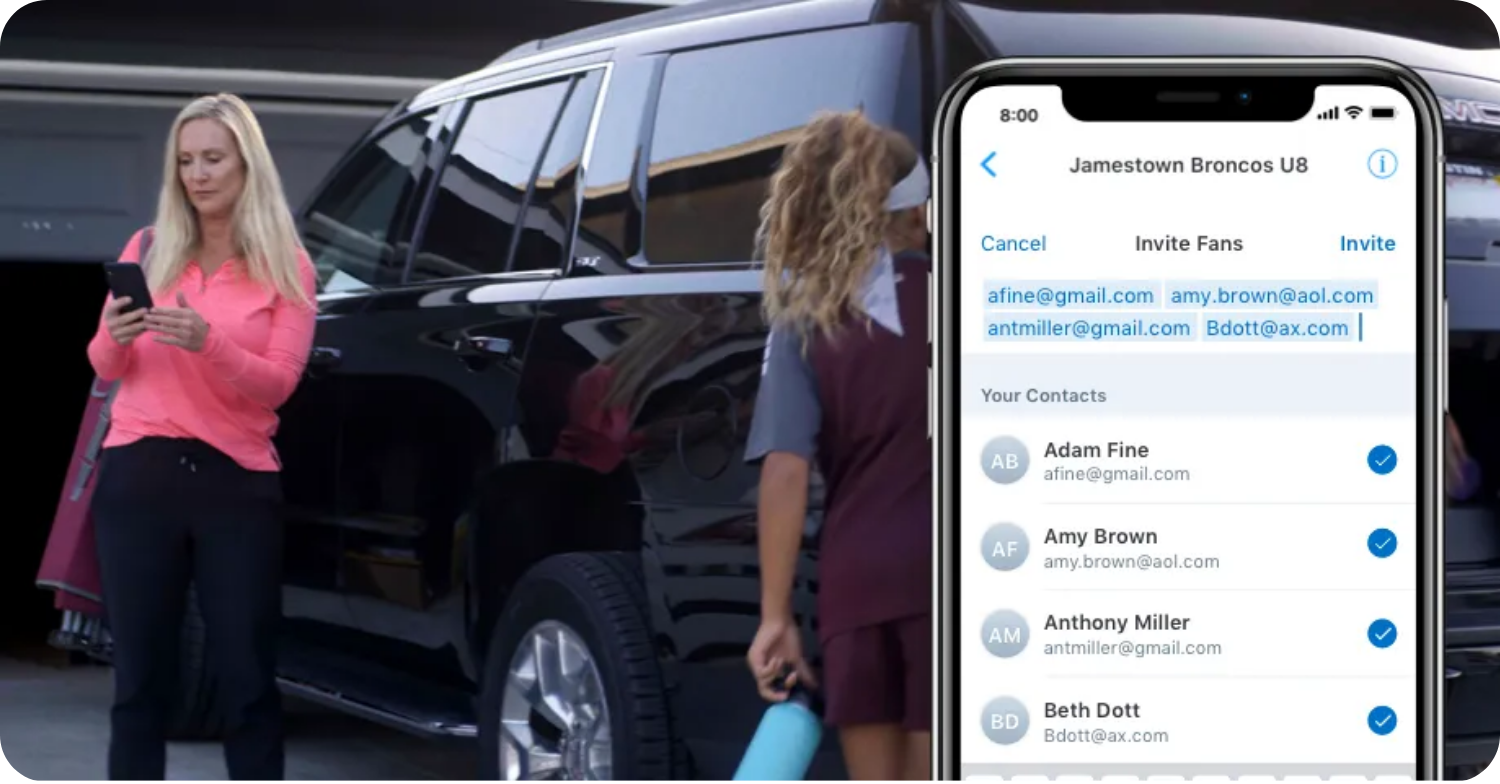 8:00
Jamestown Broncos U8
Cancel Invite Fans Invite
afine@gmail.com amy.brown@aol.com
antmiller@gmail.com Bdott@ax.com
Your Contacts
AB Adam Fine
afine@gmail.com
AF Amy Brown
amy.brown@aol.com
AM Anthony Miller
antmiller@gmail.com
BD Beth Dott
Bdott@ax.com